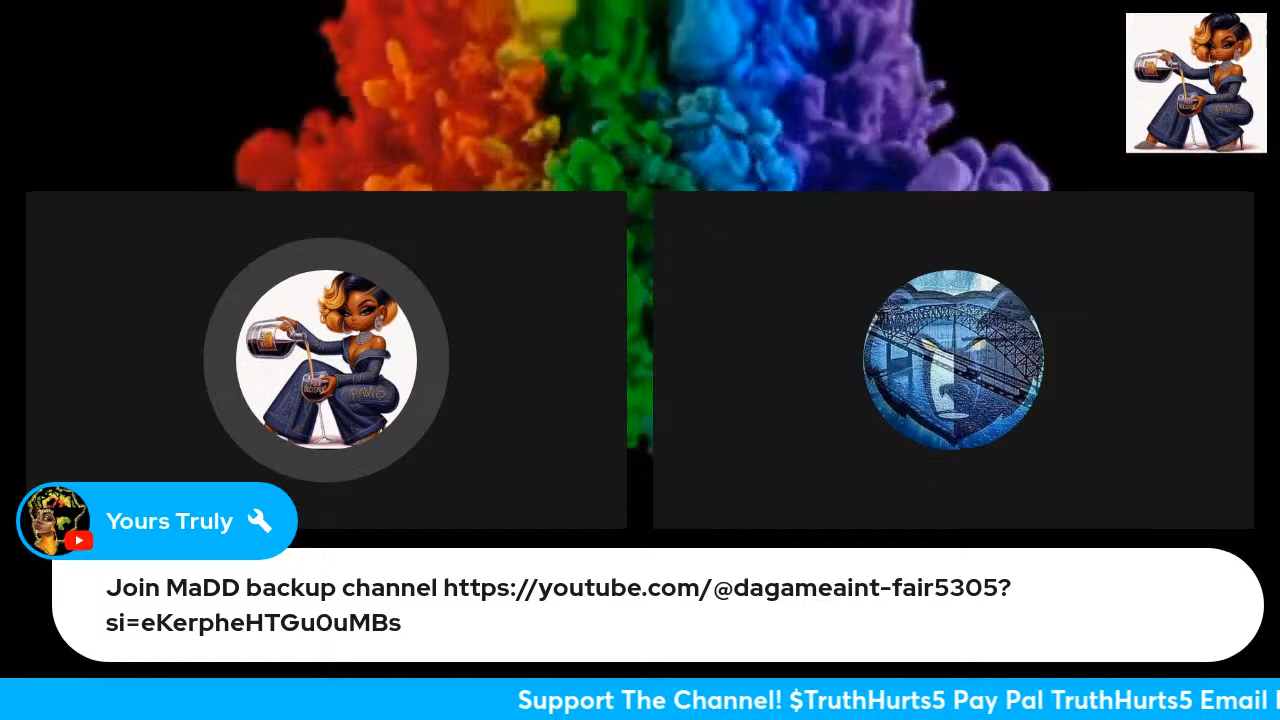 Yours Truly
Join MaDD backup channel https://youtube.com/@dagameaint-fair5305?
si=eKerpheHTGu0uMBs
Support The Channel! $TruthHurts5 Pay Pal TruthHurts5 Email